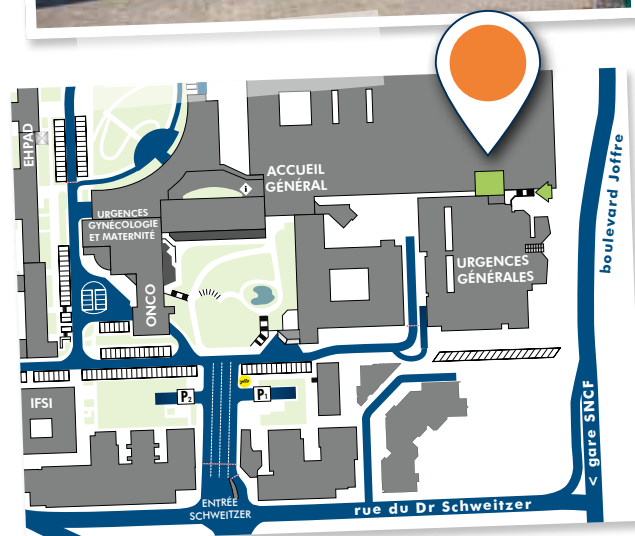 EHPAD
ACCUEIL
GÉNÉRAL
i
URGENCES
GYNÉCOLOGIE
ET MATERNITÉ
ONCO
URGENCES
GÉNÉRALES
boulevard Joffre
IFSI
P2
P1
yélo
< gare SNCF
ENTRÉE
SCHWEITZER
rue du Dr Schweitzer